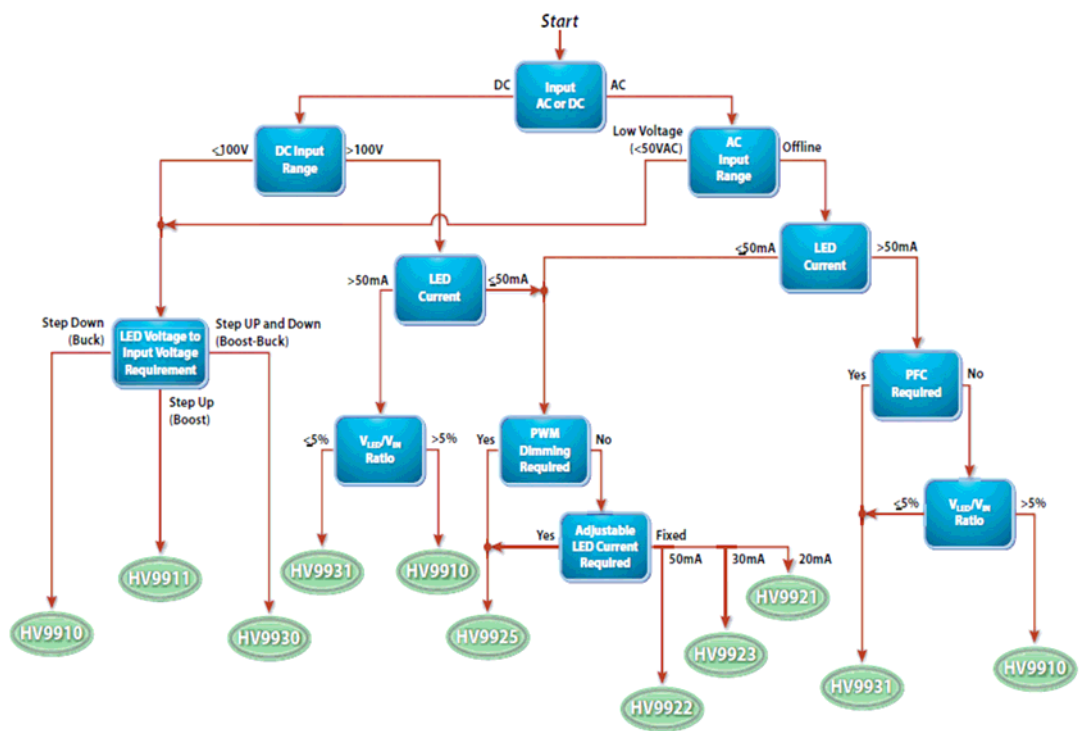 Start
Input
AC or DC
DC
AC
DC Input
Range
≤100V
>100V
Low Voltage
(<50VAC)
AC
Input
Range
Offline
LED
Current
>50mA
≤50mA
LED
Current
≤50mA
>50mA
Step Down
(Buck)
LED Voltage to
Input Voltage
Requirement
Step UP and Down
(Boost-Buck)
Step Up
(Boost)
V_LED/V_IN
Ratio
≤5%
>5%
Yes
PWM
Dimming
Required
No
Yes
PFC
Required
No
Yes
Adjustable
LED Current
Required
Fixed
50mA
30mA
20mA
≤5%
V_LED/V_IN
Ratio
>5%
HV9910
HV9911
HV9930
HV9931
HV9910
HV9925
HV9922
HV9923
HV9921
HV9931
HV9910